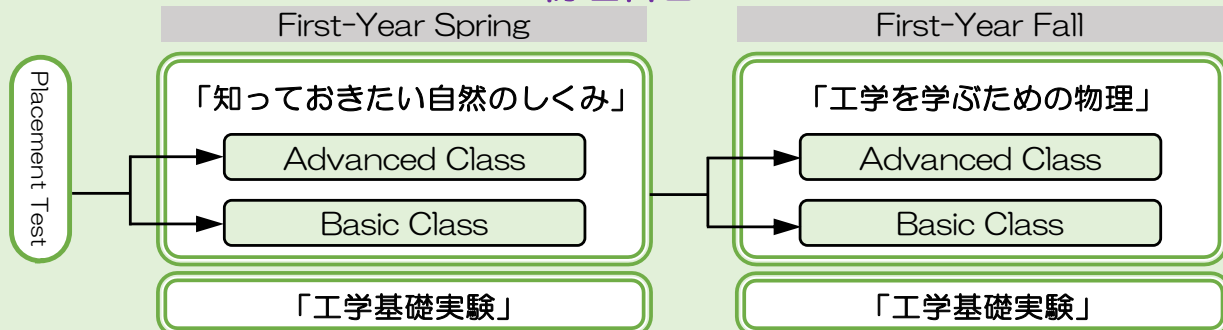 First-Year Spring
First-Year Fall
Placement Test
「知っておきたい自然のしくみ」
Advanced Class
Basic Class
「工学を学ぶための物理」
Advanced Class
Basic Class
「工学基礎実験」
「工学基礎実験」